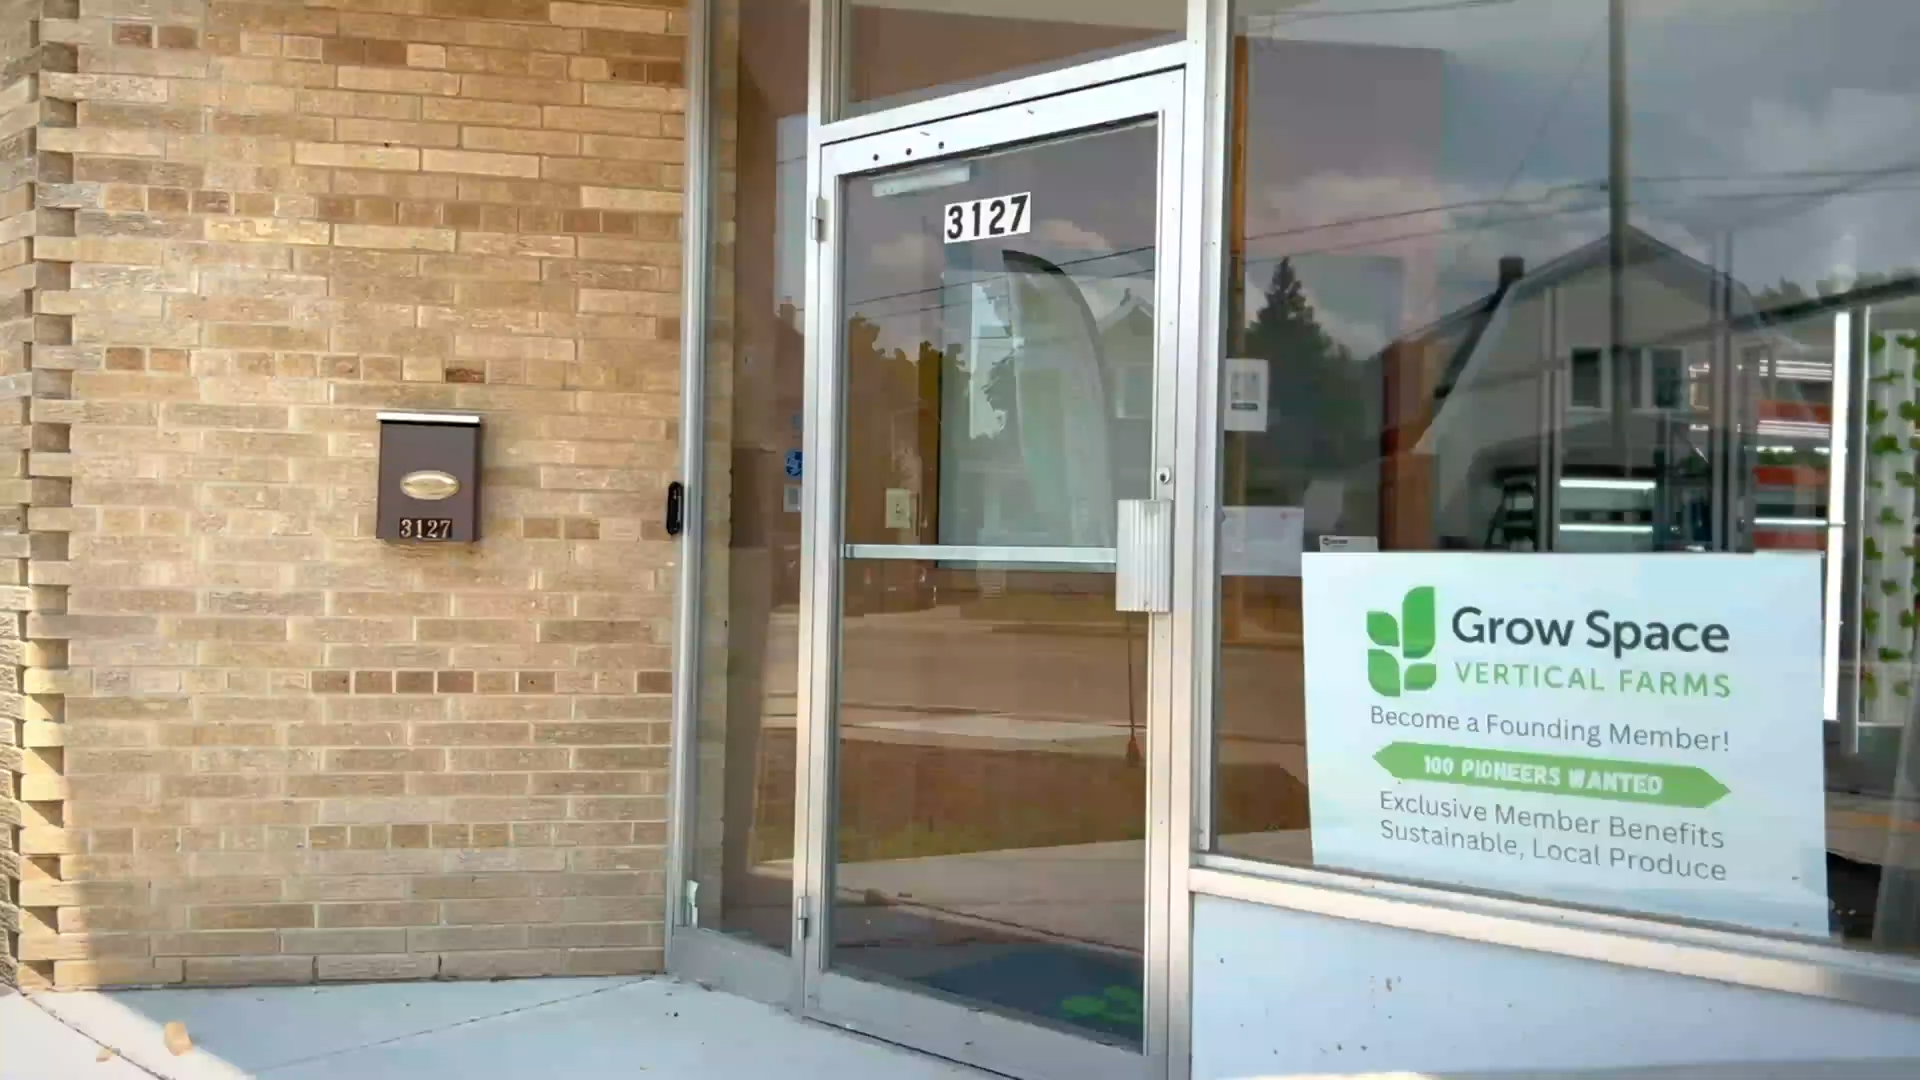 3127
3127
Grow Space
VERTICAL FARMS
Become a Founding Member!
100 PIONEERS WANTED
Exclusive Member Benefits
Sustainable, Local Produce